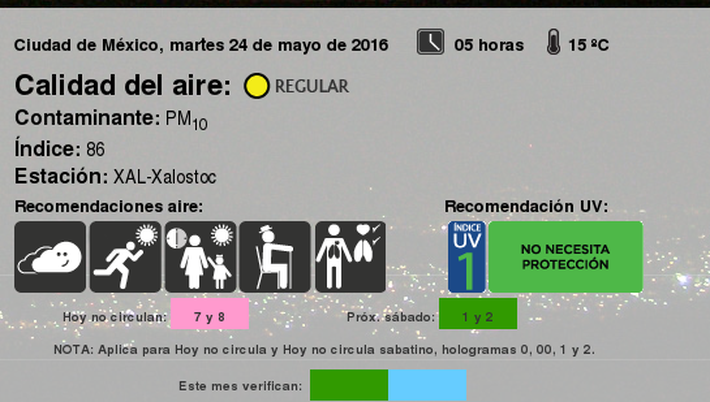 Ciudad de México, martes 24 de mayo de 2016 05 horas 15 ºC
Calidad del aire: REGULAR
Contaminante: PM10
Índice: 86
Estación: XAL-Xalostoc
Recomendaciones aire: Recomendación UV:
ÍNDICE
UV
1
NO NECESITA
PROTECCIÓN
Hoy no circulan: 7 y 8 Próx. sábado: 1 y 2
NOTA: Aplica para Hoy no circula y Hoy no circula sabatino, hologramas 0, 00, 1 y 2.
Este mes verifican: